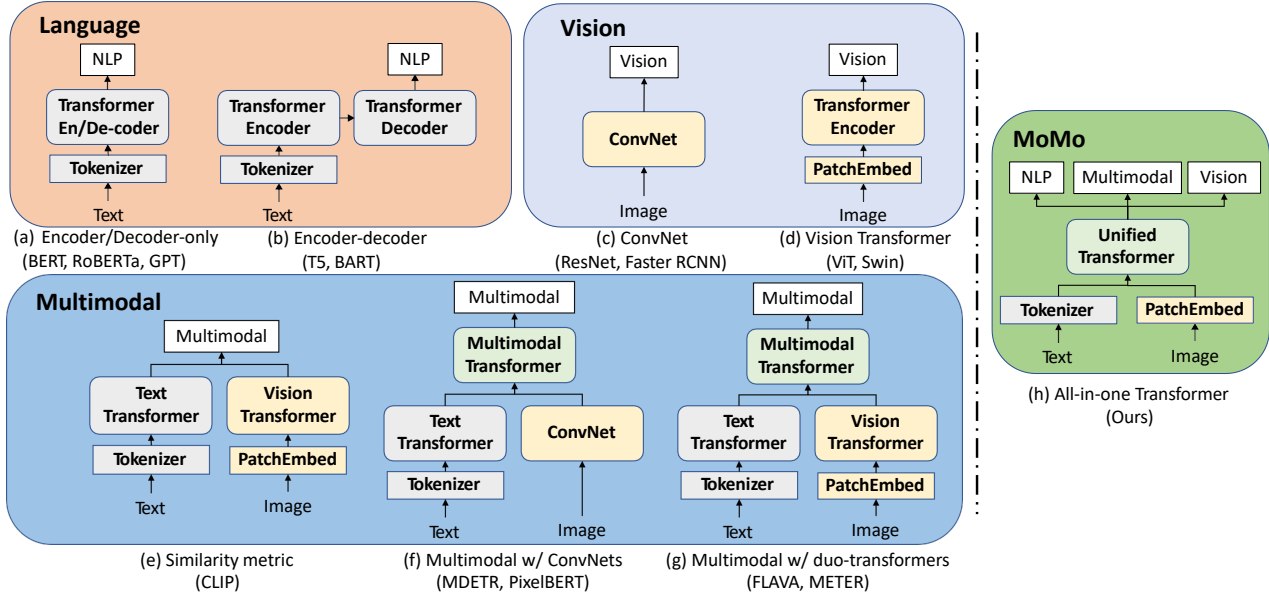 Language
NLP
Transformer
En/De-coder
Tokenizer
Text
(a) Encoder/Decoder-only
(BERT, RoBERTa, GPT)
NLP
Transformer
Encoder
Transformer
Decoder
Tokenizer
Text
(b) Encoder-decoder
(T5, BART)
Vision
Vision
ConvNet
Image
(c) ConvNet
(ResNet, Faster RCNN)
Vision
Transformer
Encoder
PatchEmbed
Image
(d) Vision Transformer
(ViT, Swin)
Multimodal
Multimodal
Text
Transformer
Vision
Transformer
Tokenizer
PatchEmbed
Text
Image
(e) Similarity metric
(CLIP)
Multimodal
Multimodal
Transformer
Text
Transformer
ConvNet
Tokenizer
Text
Image
(f) Multimodal w/ ConvNets
(MDETR, PixelBERT)
Multimodal
Multimodal
Transformer
Text
Transformer
Vision
Transformer
Tokenizer
PatchEmbed
Text
Image
(g) Multimodal w/ duo-transformers
(FLAVA, METER)
MoMo
NLP
Multimodal
Vision
Unified
Transformer
Tokenizer
PatchEmbed
Text
Image
(h) All-in-one Transformer
(Ours)